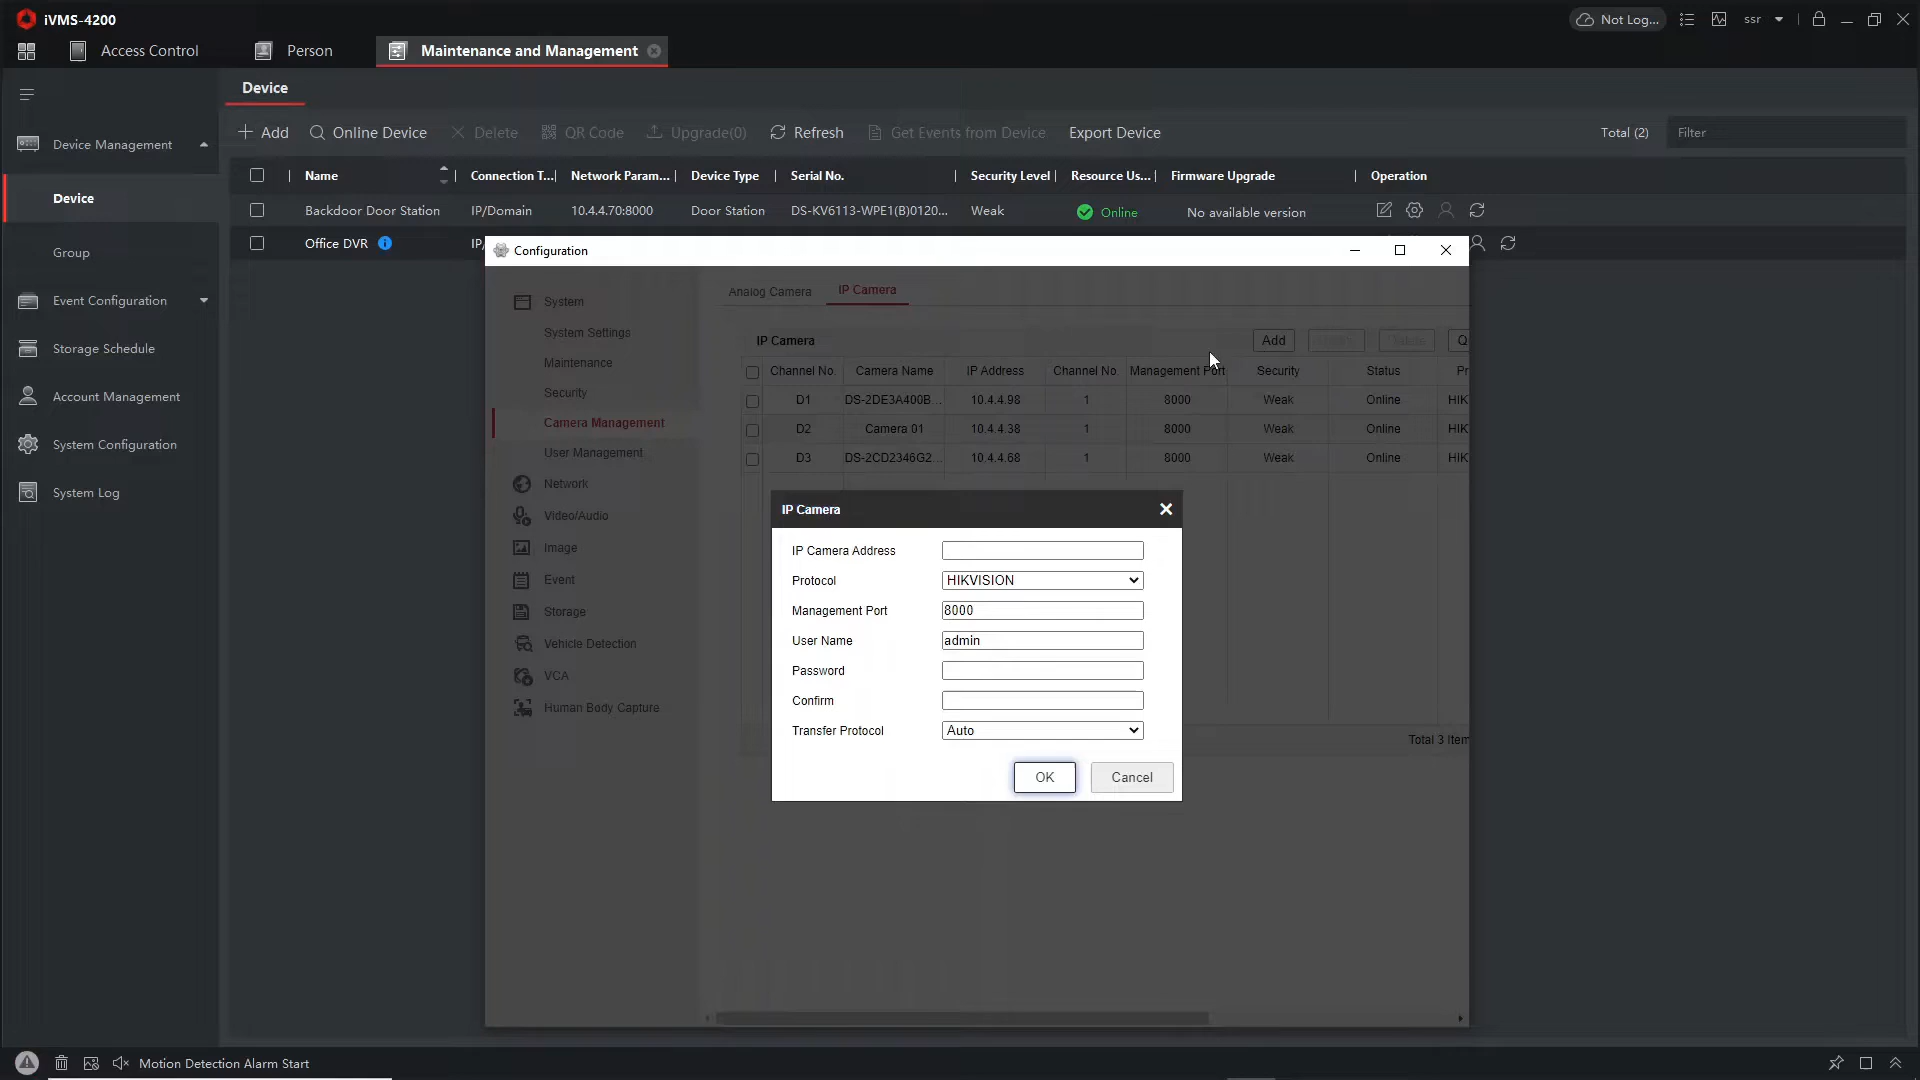 iVMS-4200
Not Log...
ssr
Access Control
Person
Maintenance and Management
Device
Add
Online Device
Delete
QR Code
Upgrade(0)
Refresh
Get Events from Device
Export Device
Total (2)
Filter
Device Management
Device
Group
Event Configuration
Storage Schedule
Account Management
System Configuration
System Log
Name
Connection T...
Network Param...
Device Type
Serial No.
Security Level
Resource Us...
Firmware Upgrade
Operation
Backdoor Door Station
IP/Domain
10.4.4.70:8000
Door Station
DS-KV6113-WPE1(B)0120...
Weak
Online
No available version
Office DVR
IP/
Configuration
System
System Settings
Maintenance
Security
Camera Management
User Management
Network
Video/Audio
Image
Event
Storage
Vehicle Detection
VCA
Human Body Capture
Analog Camera
IP Camera
IP Camera
Add
Q
Channel No.
Camera Name
IP Address
Channel No.
Management Port
Security
Status
Pr
D1
DS-2DE3A400B...
10.4.4.98
1
8000
Weak
Online
HIK
D2
Camera 01
10.4.4.38
1
8000
Weak
Online
HIK
D3
DS-2CD2346G2...
10.4.4.68
1
8000
Weak
Online
HIK
Total 3 Item
IP Camera
IP Camera Address
Protocol
HIKVISION
Management Port
8000
User Name
admin
Password
Confirm
Transfer Protocol
Auto
OK
Cancel
Motion Detection Alarm Start